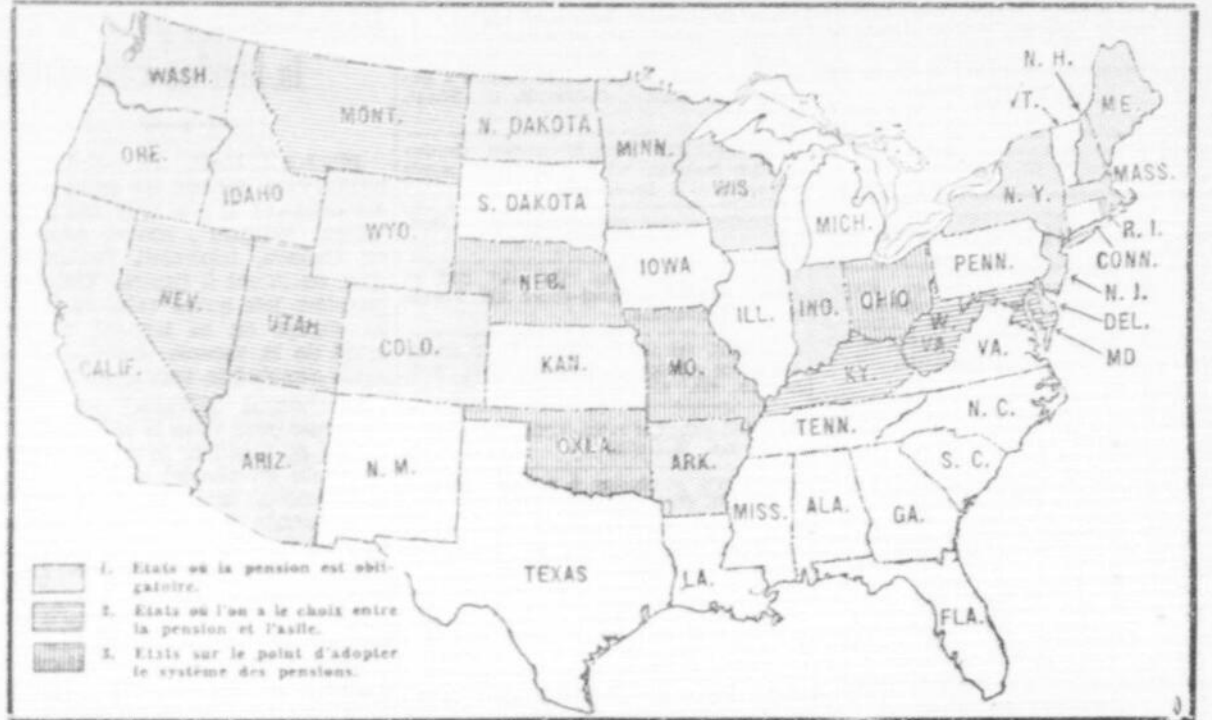 WASH.
MONT.
N. DAKOTA
MINN.
ORE.
IDAHO
WYO.
S. DAKOTA
WIS.
MICH.
N. H.
VT.
ME.
MASS.
N. Y.
R. I.
CONN.
N. J.
DEL.
MD
PENN.
IOWA
NEB.
NEV.
UTAH
COLO.
CALIF.
KAN.
MO.
ILL.
IND.
OHIO
W.
VA.
VA.
KY.
TENN.
N. C.
S. C.
ARIZ.
N. M.
OKLA.
ARK.
MISS.
ALA.
GA.
TEXAS
LA.
FLA.
1. Etats où la pension est obli-
gatoire.
2. Etats où l'on a le choix entre
la pension et l'asile.
3. Etats sur le point d'adopter
le système des pensions.